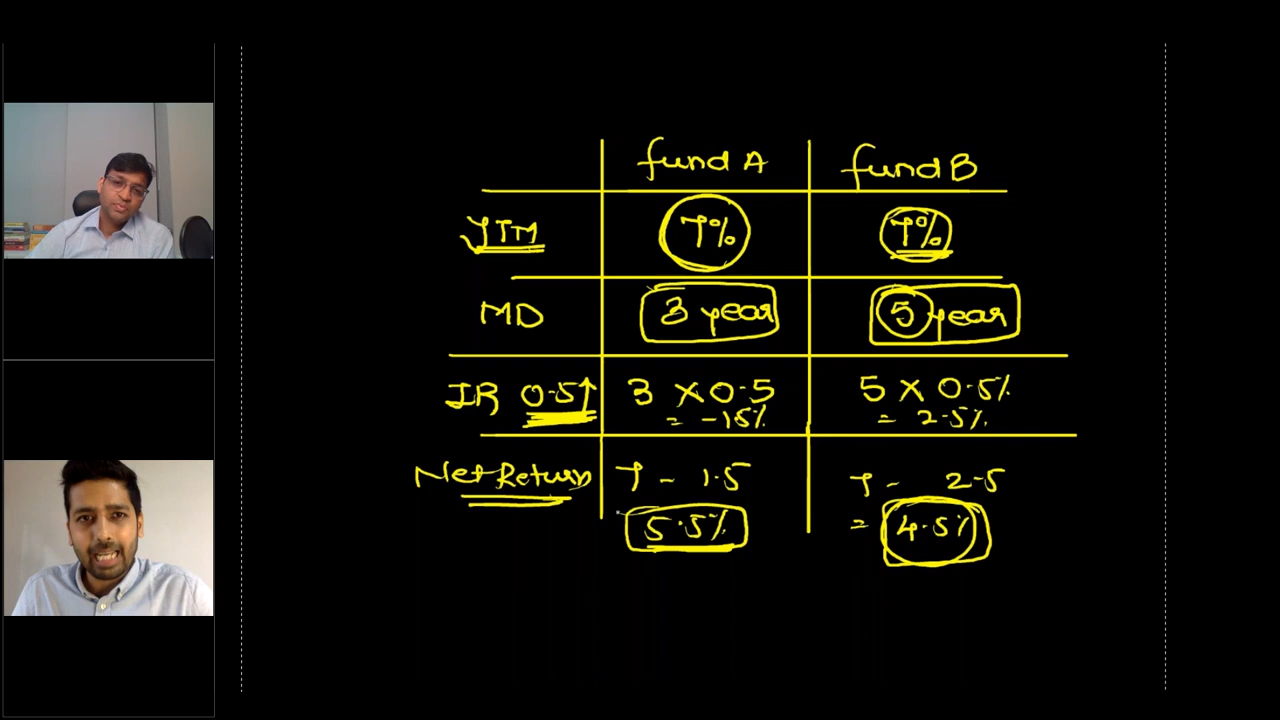 fund A fund B
YTM 7% 7%
MD 3 year 5 year
IR 0.5↑ 3 × 0.5 5 × 0.5%
= -1.5% = 2.5%
Net Return 7 - 1.5 7 - 2.5
5.5% = 4.5%